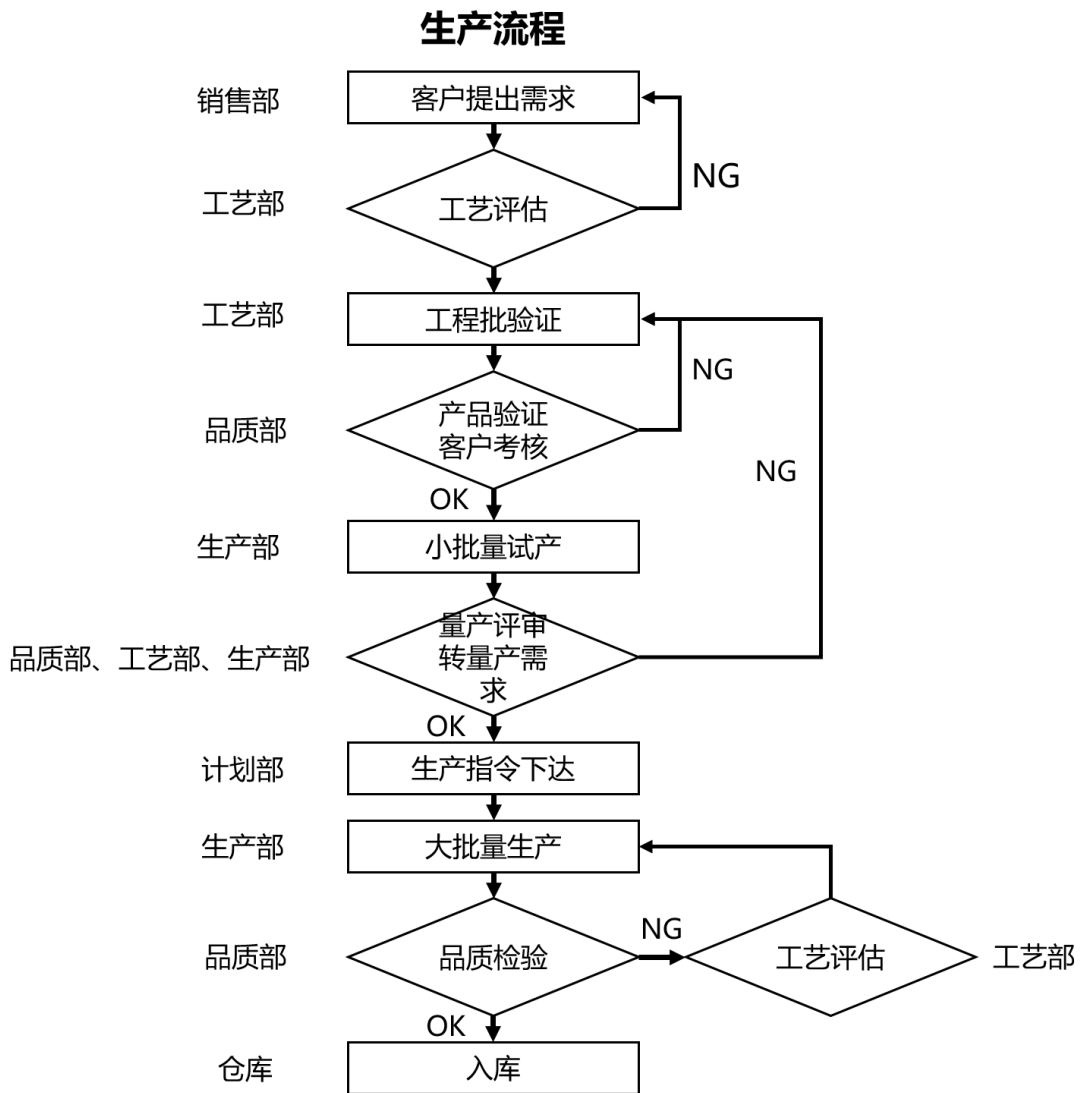 生产流程
销售部
客户提出需求
NG
工艺部
工艺评估
工艺部
工程批验证
NG
品质部
产品验证
客户考核
NG
OK
生产部
小批量试产
品质部、工艺部、生产部
量产评审
转量产需
求
OK
计划部
生产指令下达
生产部
大批量生产
品质部
品质检验
NG
工艺评估
工艺部
OK
仓库
入库